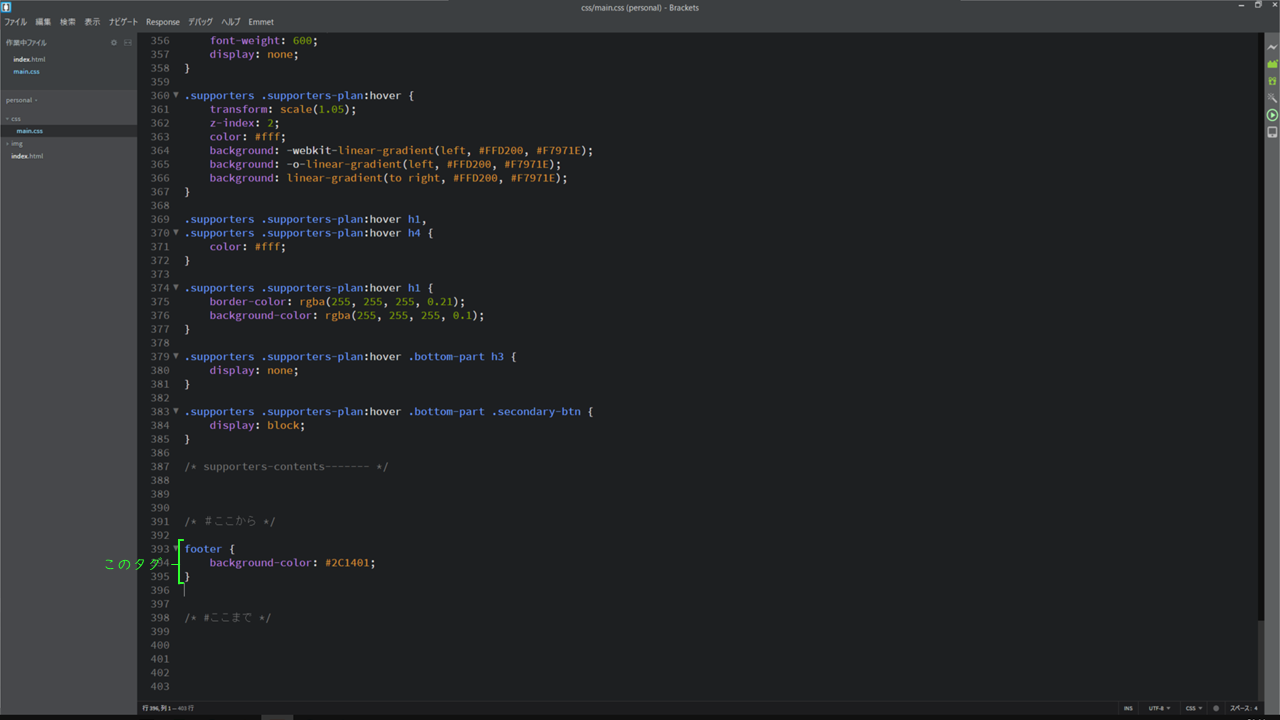 css/main.css (personal) - Brackets
ファイル 編集 検索 表示 ナビゲート Response デバッグ ヘルプ Emmet
作業中ファイル
index.html
main.css
personal
css
main.css
img
index.html
356 font-weight: 600;
357 display: none;
358 }
359
360 .supporters .supporters-plan:hover {
361 transform: scale(1.05);
362 z-index: 2;
363 color: #fff;
364 background: -webkit-linear-gradient(left, #FFD200, #F7971E);
365 background: -o-linear-gradient(left, #FFD200, #F7971E);
366 background: linear-gradient(to right, #FFD200, #F7971E);
367 }
368
369 .supporters .supporters-plan:hover h1,
370 .supporters .supporters-plan:hover h4 {
371 color: #fff;
372 }
373
374 .supporters .supporters-plan:hover h1 {
375 border-color: rgba(255, 255, 255, 0.21);
376 background-color: rgba(255, 255, 255, 0.1);
377 }
378
379 .supporters .supporters-plan:hover .bottom-part h3 {
380 display: none;
381 }
382
383 .supporters .supporters-plan:hover .bottom-part .secondary-btn {
384 display: block;
385 }
386
387 /* supporters-contents------- */
388
389
390
391 /* ＃ここから */
392
393 footer {
このタグ
394 background-color: #2C1401;
395 }
396
397
398 /* #ここまで */
399
400
401
402
403
行 396, 列 1 — 403 行
INS UTF-8 CSS スペース: 4